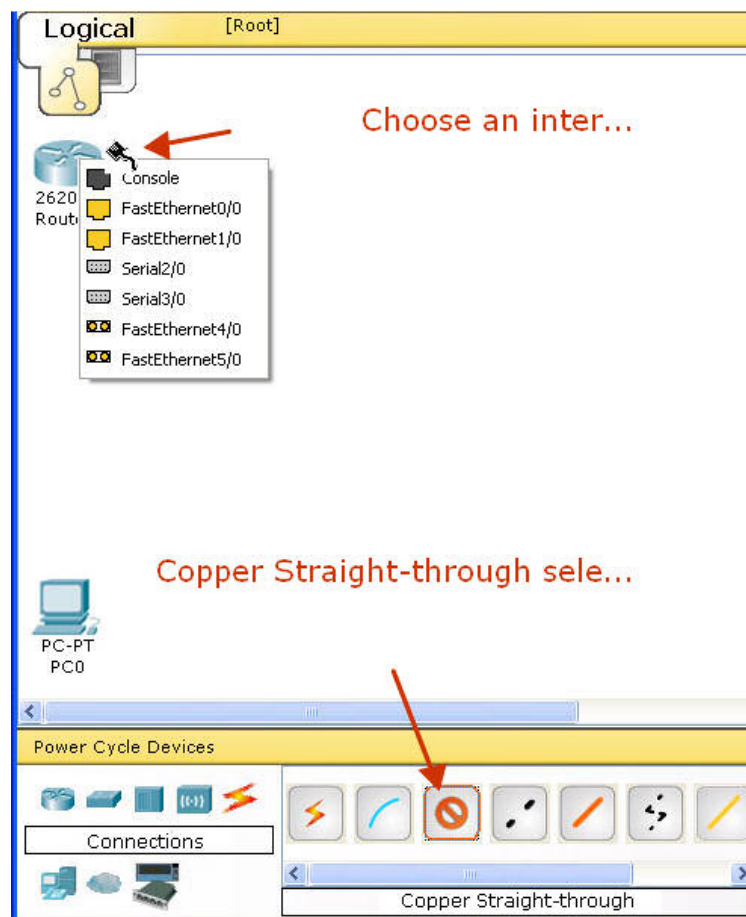 Logical
[Root]
Choose an inter...
Console
FastEthernet0/0
FastEthernet1/0
Serial2/0
Serial3/0
FastEthernet4/0
FastEthernet5/0
2620
Rout
Copper Straight-through sele...
PC-PT
PC0
Power Cycle Devices
Connections
Copper Straight-through